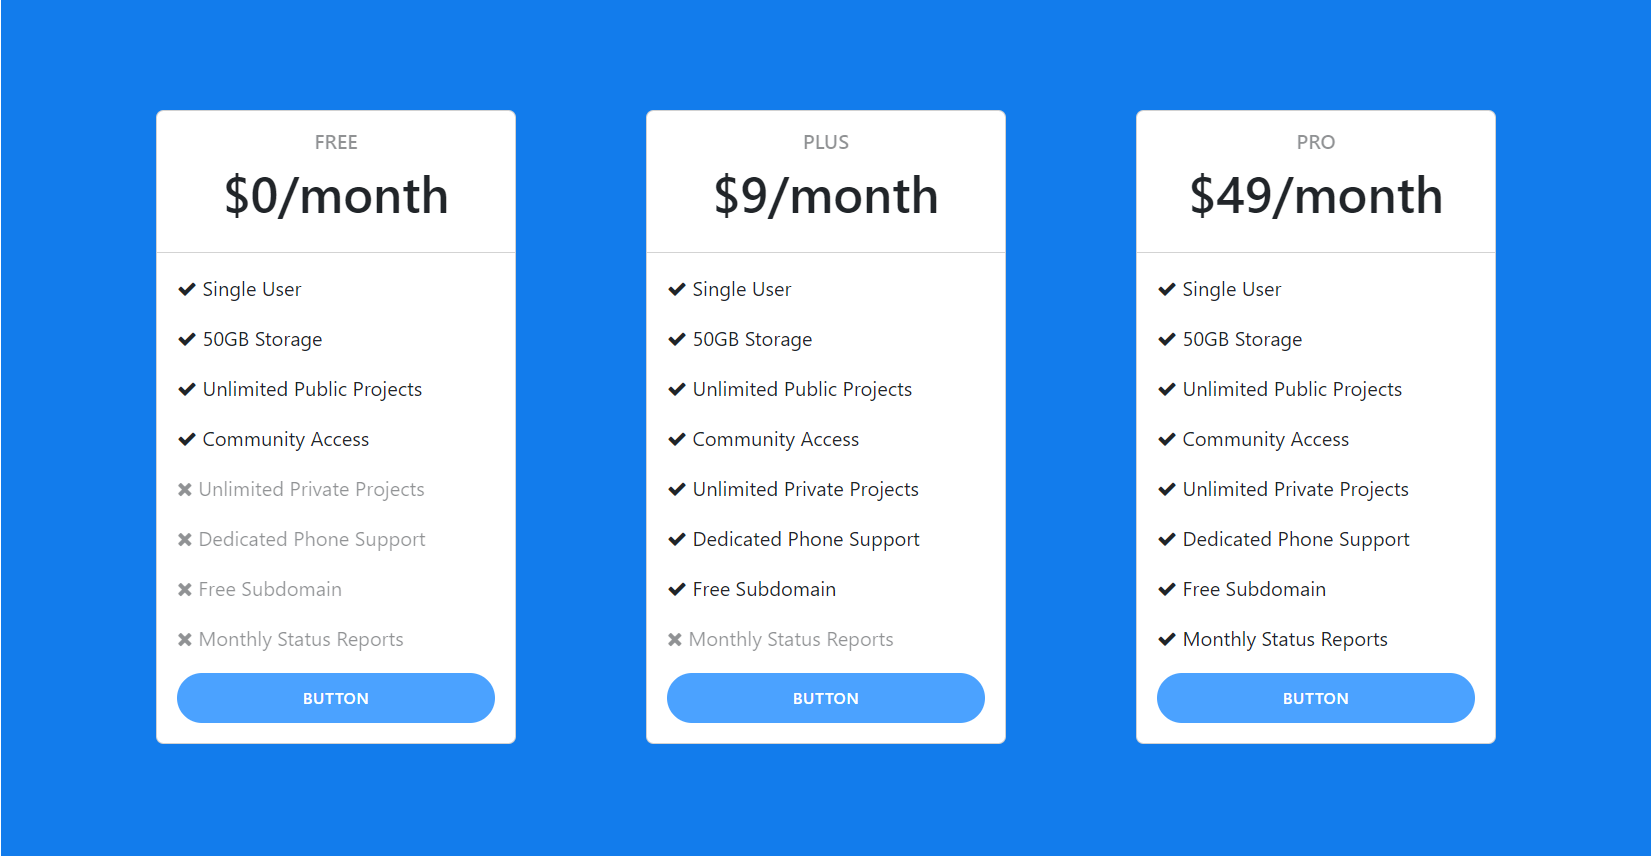 FREE
$0/month
Single User
50GB Storage
Unlimited Public Projects
Community Access
Unlimited Private Projects
Dedicated Phone Support
Free Subdomain
Monthly Status Reports
BUTTON
PLUS
$9/month
Single User
50GB Storage
Unlimited Public Projects
Community Access
Unlimited Private Projects
Dedicated Phone Support
Free Subdomain
Monthly Status Reports
BUTTON
PRO
$49/month
Single User
50GB Storage
Unlimited Public Projects
Community Access
Unlimited Private Projects
Dedicated Phone Support
Free Subdomain
Monthly Status Reports
BUTTON